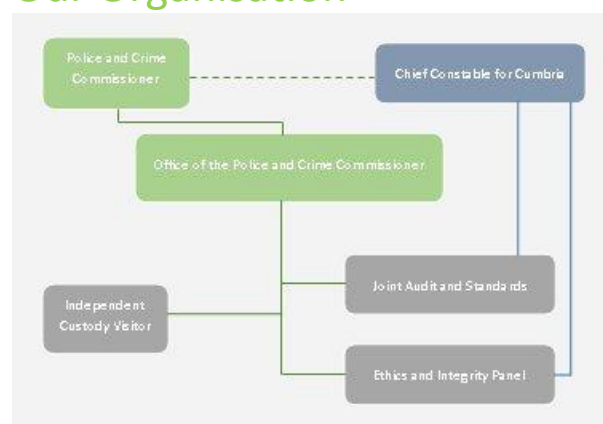 Our Organisation
Police and Crime
Commissioner
Chief Constable for Cumbria
Office of the Police and Crime Commissioner
Joint Audit and Standards
Independent
Custody Visitor
Ethics and Integrity Panel